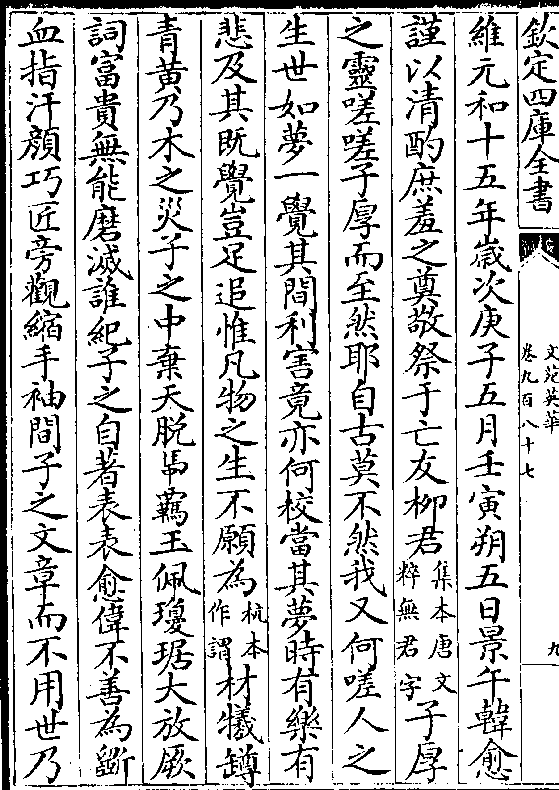 欽定四庫全書
文苑英華
卷九百八十七
九
維元和十五年歲次庚子五月壬寅朔五日景午韓愈
謹以清酌庶羞之奠敬祭于亡友柳君集本唐文粹無君字子厚
之靈嗟嗟子厚而至然耶自古莫不然我又何嗟人之
生世如夢一覺其間利害竟亦何校當其夢時有樂有
悲及其既覺豈足追惟凡物之生不願為杭本作謂材犧罇
青黄乃木之災子之中棄天脱馽羈玉佩瓊琚大放厥
詞富貴無能磨滅誰紀子之自著表表愈偉不善為斵
血指汗顔巧匠旁觀縮手袖間子之文章而不用世乃